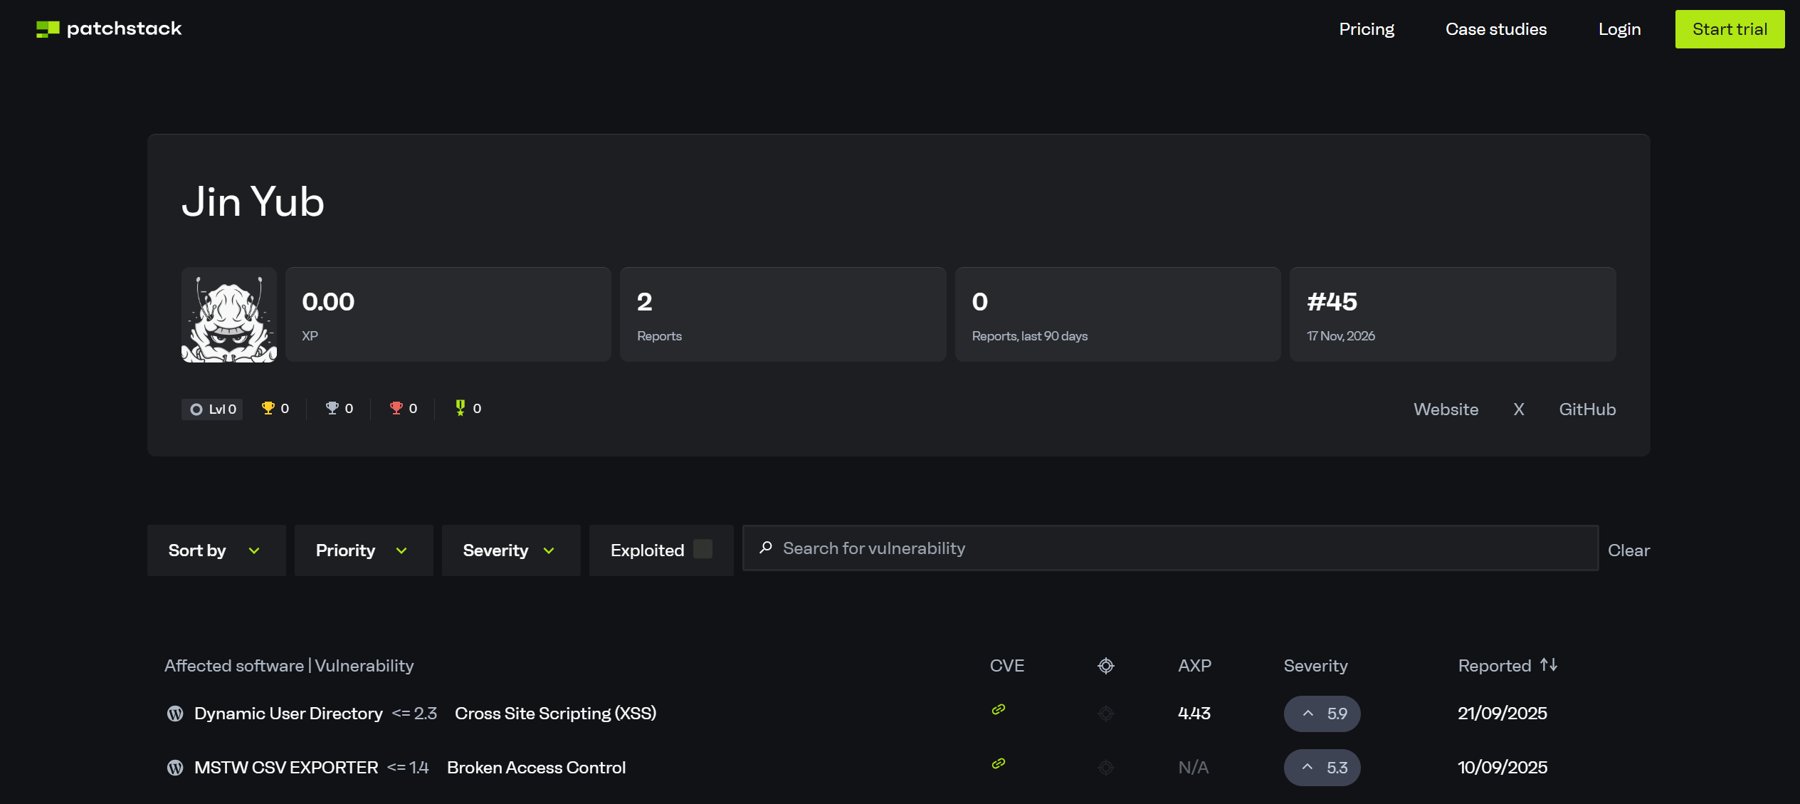 patchstack
Pricing Case studies Login Start trial
Jin Yub
0.00 2 0 #45
XP Reports Reports, last 90 days 17 Nov, 2026
Lvl 0 0 0 0 0 Website X GitHub
Sort by Priority Severity Exploited Search for vulnerability Clear
Affected software | Vulnerability CVE AXP Severity Reported
Dynamic User Directory <= 2.3 Cross Site Scripting (XSS) 4.43 5.9 21/09/2025
MSTW CSV EXPORTER <= 1.4 Broken Access Control N/A 5.3 10/09/2025